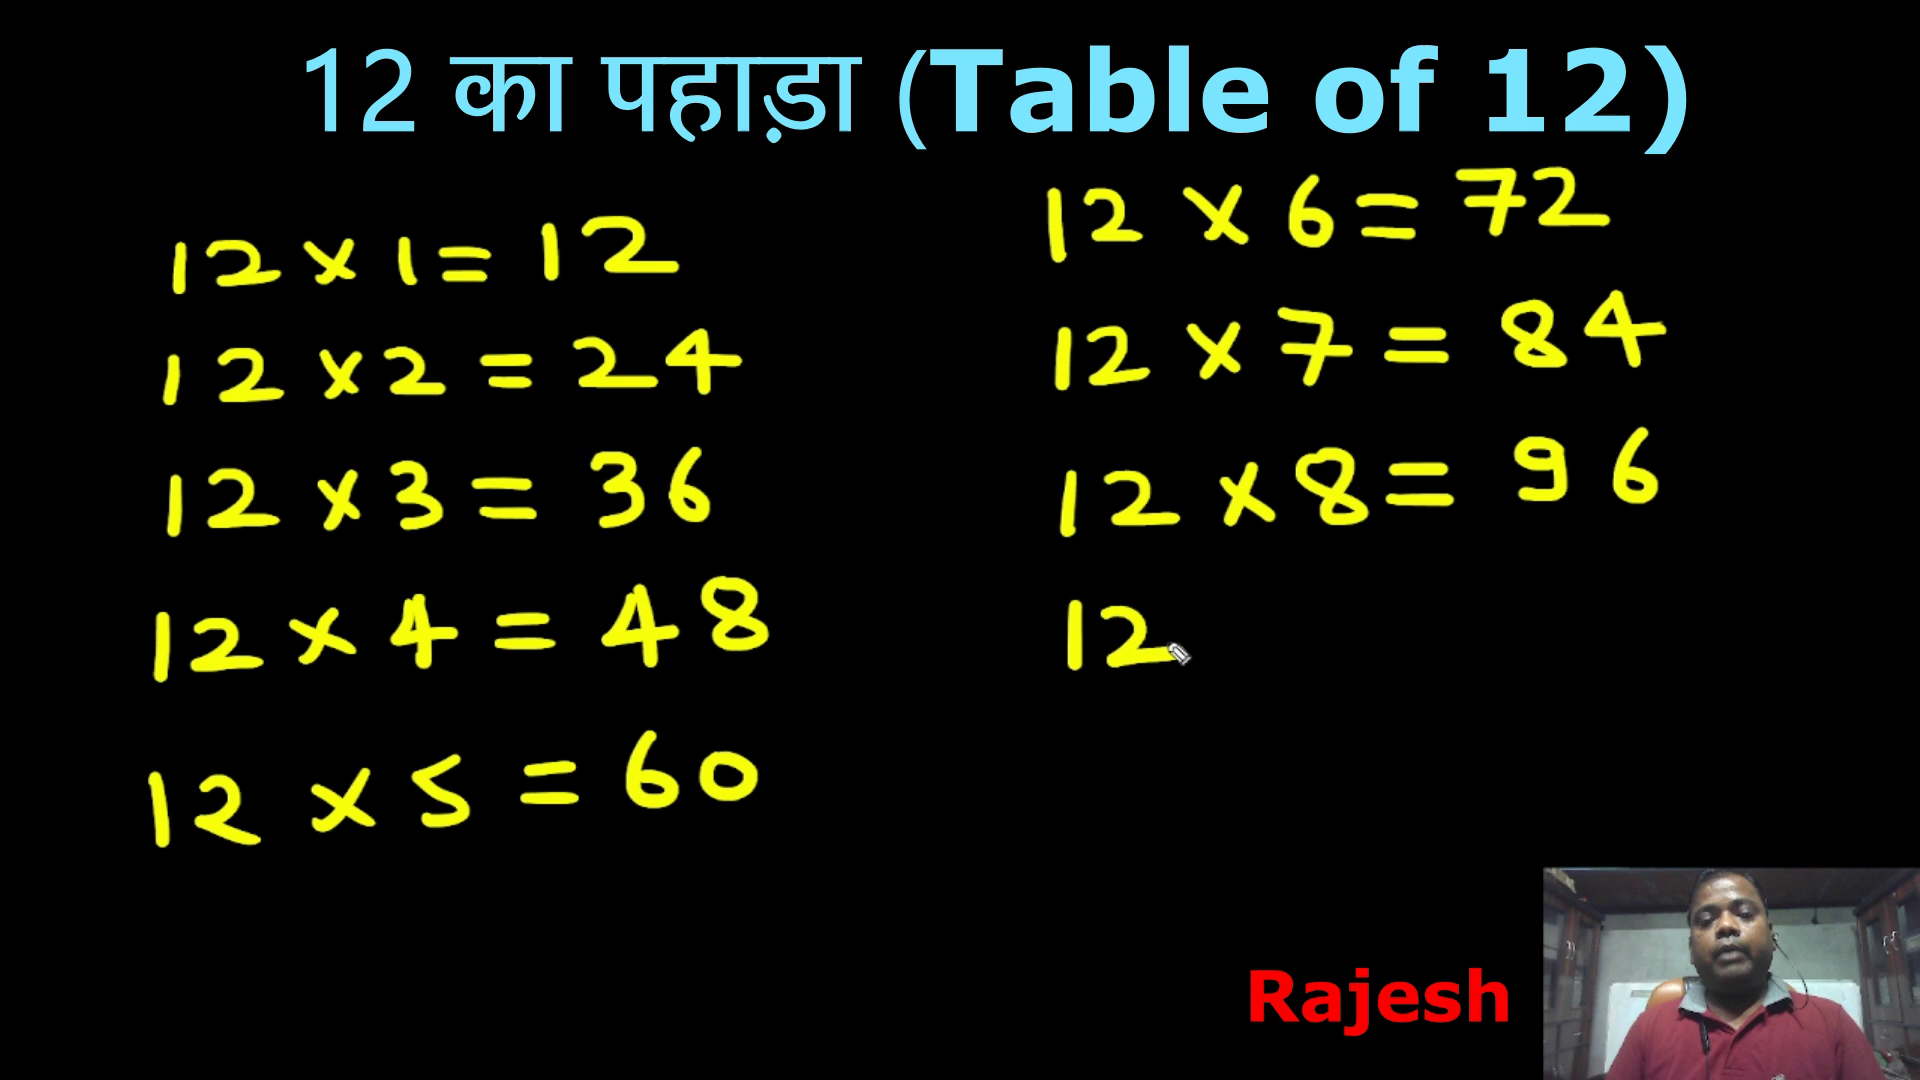 12 का पहाड़ा (Table of 12)
12 × 1 = 12
12 × 2 = 24
12 × 3 = 36
12 × 4 = 48
12 × 5 = 60
12 × 6 = 72
12 × 7 = 84
12 × 8 = 96
12
Rajesh